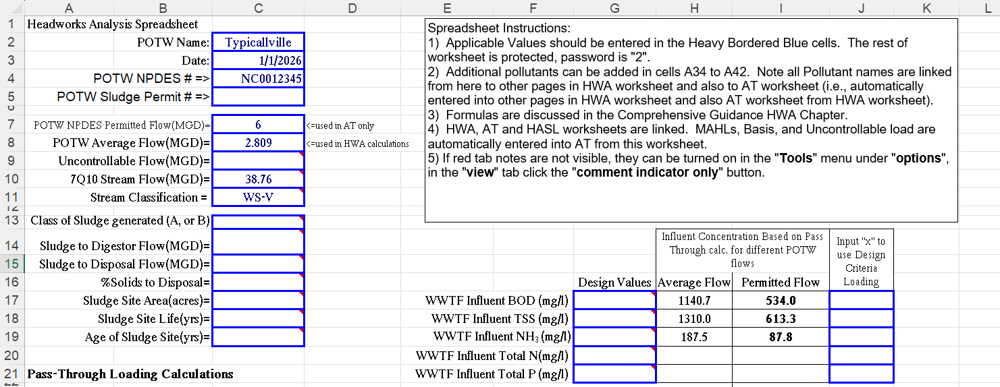 A B C D E F G H I J K L
1 Headworks Analysis Spreadsheet
2 POTW Name: Typicallville
3 Date: 1/1/2026
4 POTW NPDES # => NC0012345
5 POTW Sludge Permit # =>
6
Spreadsheet Instructions:
1) Applicable Values should be entered in the Heavy Bordered Blue cells. The rest of
worksheet is protected, password is "2".
2) Additional pollutants can be added in cells A34 to A42. Note all Pollutant names are linked
from here to other pages in HWA worksheet and also to AT worksheet (i.e., automatically
entered into other pages in HWA worksheet and also AT worksheet from HWA worksheet).
3) Formulas are discussed in the Comprehensive Guidance HWA Chapter.
4) HWA, AT and HASL worksheets are linked. MAHLs, Basis, and Uncontrollable load are
automatically entered into AT from this worksheet.
5) If red tab notes are not visible, they can be turned on in the "Tools" menu under "options",
in the "view" tab click the "comment indicator only" button.
7 POTW NPDES Permitted Flow(MGD)= 6 <=used in AT only
8 POTW Average Flow(MGD)= 2.809 <=used in HWA calculations
9 Uncontrollable Flow(MGD)=
10 7Q10 Stream Flow(MGD)= 38.76
11 Stream Classification = WS-V
12
13 Class of Sludge generated (A, or B)
14 Sludge to Digestor Flow(MGD)=
15 Sludge to Disposal Flow(MGD)=
16 %Solids to Disposal=
17 Sludge Site Area(acres)=
18 Sludge Site Life(yrs)=
19 Age of Sludge Site(yrs)=
20
21 Pass-Through Loading Calculations
22
Influent Concentration Based on Pass
Through calc. for different POTW
flows
Input "x" to
use Design
Criteria
Loading
Design Values Average Flow Permitted Flow
WWTF Influent BOD (mg/l) 1140.7 534.0
WWTF Influent TSS (mg/l) 1310.0 613.3
WWTF Influent NH₃ (mg/l) 187.5 87.8
WWTF Influent Total N(mg/l)
WWTF Influent Total P (mg/l)